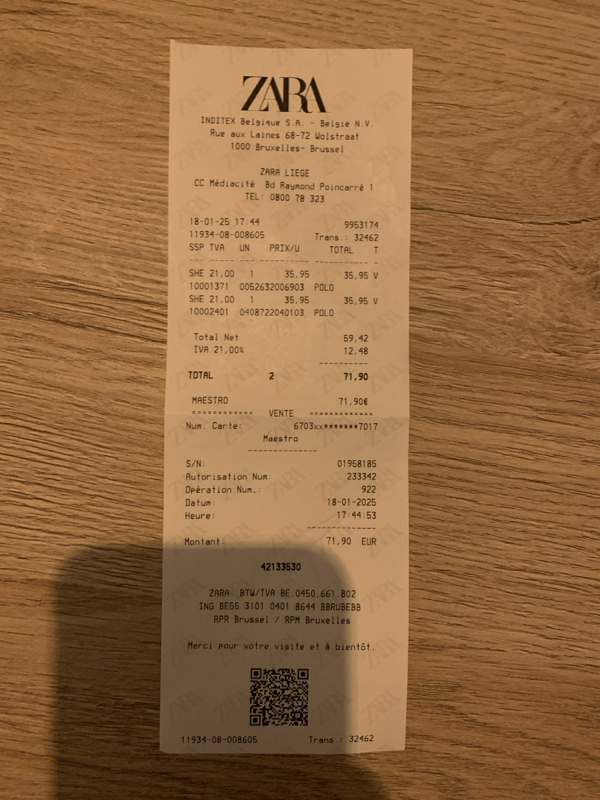 ZARA
INDITEX Belgique S.A. - België N.V.
Rue aux Laines 68-72 Wolstraat
1000 Bruxelles- Brussel
ZARA LIEGE
CC Médiacité Bd Raymond Poincarré 1
TEL: 0800 78 323
18-01-25 17:44 9953174
11934-08-008605 Trans.: 32462
SSP TVA UN PRIX/U TOTAL T
SHE 21,00 1 35,95 35,95 V
10001371 0052632006903 POLO
SHE 21,00 1 35,95 35,95 V
10002401 0408722040103 POLO
Total Net 59,42
IVA 21,00% 12,48
TOTAL 2 71,90
MAESTRO 71,90€
=========== VENTE ============
Num. Carte: 6703xx*******7017
Maestro
S/N: 01958185
Autorisation Num: 233342
Opération Num.: 922
Datum: 18-01-2025
Heure: 17:44:53
Montant: 71,90 EUR
42133530
ZARA: BTW/TVA BE 0450.661.802
ING BE55 3101 0401 8644 BBRUBEBB
RPR Brussel / RPM Bruxelles
Merci pour votre visite et à bientôt.
11934-08-008605 Trans.: 32462